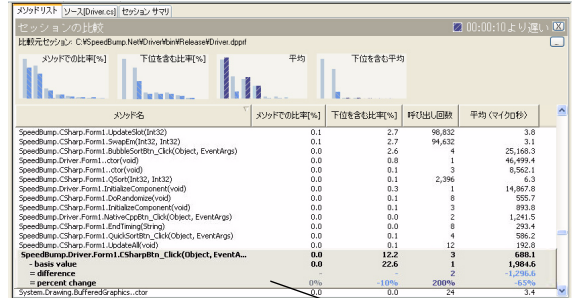 メソッドリスト ソース[Driver.cs] セッション サマリ
セッションの比較 00:00:10より遅い
比較元セッション: C:¥SpeedBump.Net¥Driver¥bin¥Release¥Driver.dpprf
メソッドでの比率[%] 下位を含む比率[%] 平均 下位を含む平均
メソッド名 メソッドでの比率[%] 下位を含む比率[%] 呼び出し回数 平均 (マイクロ秒)
SpeedBump.CSharp.Form1.UpdateSlot(Int32) 0.1 2.7 98,832 3.8
SpeedBump.CSharp.Form1.SwapEm(Int32, Int32) 0.1 2.7 94,632 3.1
SpeedBump.CSharp.Form1.BubbleSortBtn_Click(Object, EventArgs) 0.0 2.6 4 25,168.3
SpeedBump.Driver.Form1..ctor(void) 0.0 0.8 1 46,499.4
SpeedBump.CSharp.Form1..ctor(void) 0.0 0.1 3 8,562.1
SpeedBump.CSharp.Form1.QSort(Int32, Int32) 0.0 0.1 2,396 6.3
SpeedBump.Driver.Form1.InitializeComponent(void) 0.0 0.3 1 14,867.8
SpeedBump.CSharp.Form1.DoRandomize(void) 0.0 0.1 8 555.7
SpeedBump.CSharp.Form1.InitializeComponent(void) 0.0 0.1 3 893.8
SpeedBump.Driver.Form1.NativeCppBtn_Click(Object, EventArgs) 0.0 0.0 2 1,241.5
SpeedBump.CSharp.Form1.EndTiming(String) 0.0 0.0 8 293.4
SpeedBump.CSharp.Form1.QuickSortBtn_Click(Object, EventArgs) 0.0 0.1 4 586.2
SpeedBump.CSharp.Form1.UpdateAll(void) 0.0 0.1 12 192.8
SpeedBump.Driver.Form1.CSharpBtn_Click(Object, EventA... 0.0 12.2 3 688.1
- basis value 0.0 22.6 1 1,984.6
= difference - - 2 -1,296.6
= percent change 0% -10% 200% -65%
System.Drawing.BufferedGraphics..ctor 0.0 0.0 24 3.4